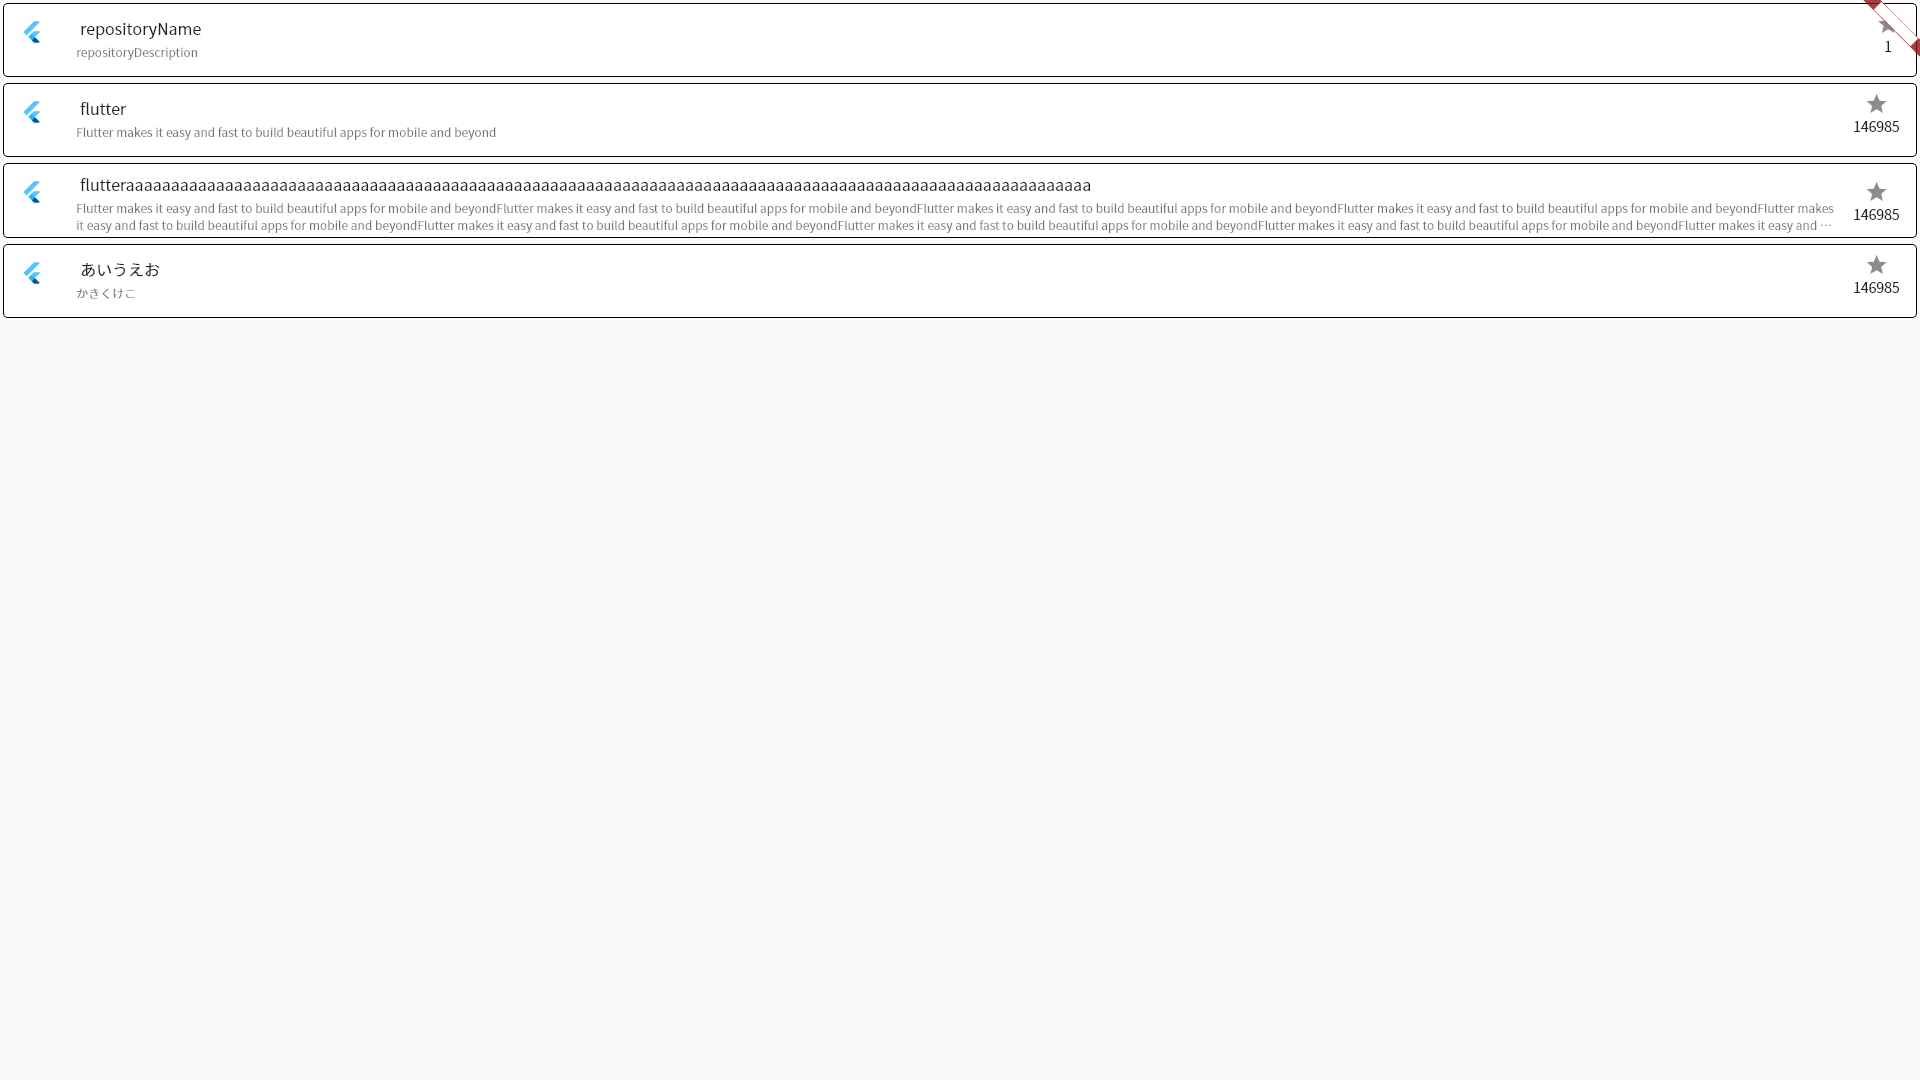 repositoryName
repositoryDescription
1
flutter
Flutter makes it easy and fast to build beautiful apps for mobile and beyond
146985
flutteraaaaaaaaaaaaaaaaaaaaaaaaaaaaaaaaaaaaaaaaaaaaaaaaaaaaaaaaaaaaaaaaaaaaaaaaaaaaaaaaaaaaaaaaaaaaaaaaaaaaaaaaaaa
Flutter makes it easy and fast to build beautiful apps for mobile and beyondFlutter makes it easy and fast to build beautiful apps for mobile and beyondFlutter makes it easy and fast to build beautiful apps for mobile and beyondFlutter makes it easy and fast to build beautiful apps for mobile and beyondFlutter makes
it easy and fast to build beautiful apps for mobile and beyondFlutter makes it easy and fast to build beautiful apps for mobile and beyondFlutter makes it easy and fast to build beautiful apps for mobile and beyondFlutter makes it easy and fast to build beautiful apps for mobile and beyondFlutter makes it easy and …
146985
あいうえお
かきくけこ
146985